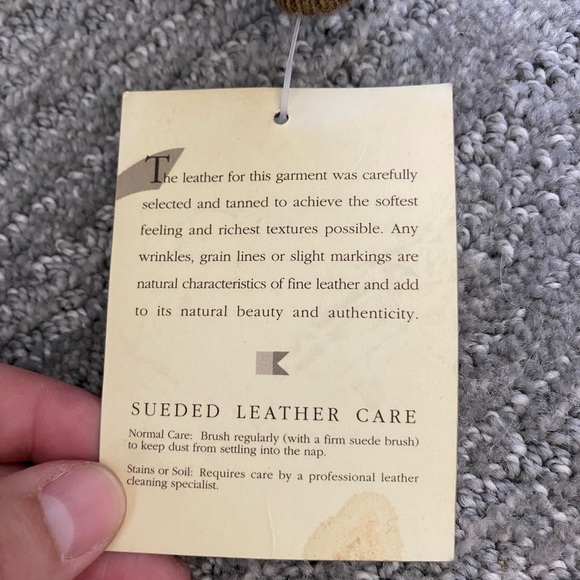 The leather for this garment was carefully
selected and tanned to achieve the softest
feeling and richest textures possible. Any
wrinkles, grain lines or slight markings are
natural characteristics of fine leather and add
to its natural beauty and authenticity.
SUEDED LEATHER CARE
Normal Care: Brush regularly (with a firm suede brush)
to keep dust from settling into the nap.
Stains or Soil: Requires care by a professional leather
cleaning specialist.